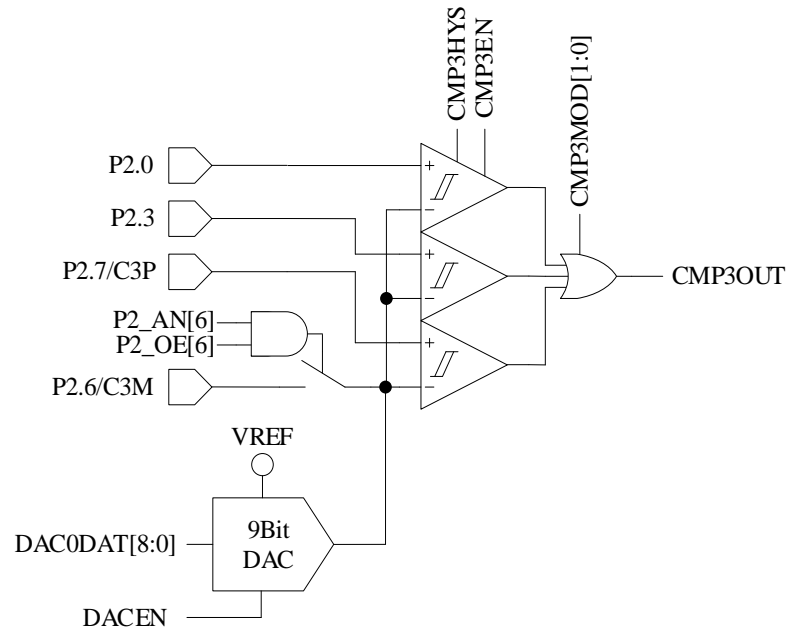 CMP3HYS
CMP3EN
CMP3MOD[1:0]
P2.0
+
−
P2.3
+
−
P2.7/C3P
+
−
CMP3OUT
P2_AN[6]
P2_OE[6]
P2.6/C3M
VREF
DAC0DAT[8:0]
9Bit
DAC
DACEN